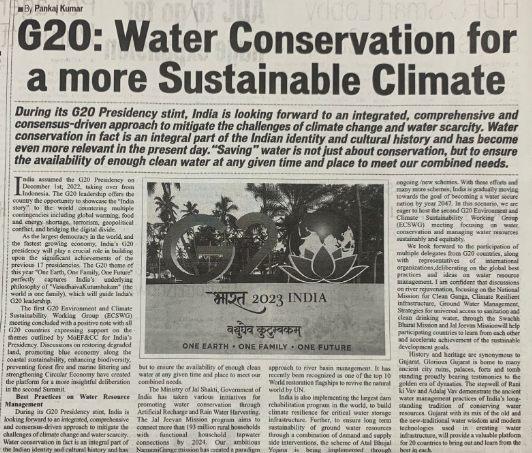 By Pankaj Kumar
G20: Water Conservation for
a more Sustainable Climate
During its G20 Presidency stint, India is looking forward to an integrated, comprehensive and
consensus-driven approach to mitigate the challenges of climate change and water scarcity. Water
conservation in fact is an integral part of the Indian identity and cultural history and has become
even more relevant in the present day. "Saving" water is not just about conservation, but to ensure
the availability of enough clean water at any given time and place to meet our combined needs.
India assumed the G20 Presidency on
December 1st, 2022, taking over from
Indonesia. The G20 leadership offers the
country the opportunity to showcase the "India
story," to the world countering multiple
contingencies including global warming, food
and energy shortage, terrorism, geopolitical
conflict, and bridging the digital divide.
As the largest democracy in the world, and
the fastest growing economy, India's G20
presidency will play a crucial role in building
upon the significant achievements of the
previous 17 presidencies. The G20 theme of
this year "One Earth, One Family, One Future"
perfectly captures India's underlying
philosophy of "VasudhaivaKutumbakam" (the
world is one family), which will guide India's
G20 leadership.
The first G20 Environment and Climate
Sustainability Working Group (ECSWG)
meeting concluded with a positive note with all
G20 countries expressing support on the
themes outlined by MoEF&CC for India's
Presidency. Discussions on restoring degraded
land, promoting blue economy along the
coastal sustainability, enhancing biodiversity,
preventing forest fire and marine littering and
strengthening Circular Economy have created
the platform for a more insightful deliberation
in the second Summit.
Best Practices on Water Resource
Management
During its G20 Presidency stint, India is
looking forward to an integrated, comprehensive
and consensus-driven approach to mitigate the
challenges of climate change and water scarcity.
Water conservation in fact is an integral part of
the Indian identity and cultural history and has
G20
भारत 2023 INDIA
वसुधैव कुटुम्बकम्
ONE EARTH • ONE FAMILY • ONE FUTURE
but to ensure the availability of enough clean
water at any given time and place to meet our
combined needs.
The Ministry of Jal Shakti, Government of
India has taken various initiatives for
promoting water conservation through
Artificial Recharge and Rain Water Harvesting.
The Jal Jeevan Mission program aims to
connect more than 193 million rural households
with functional household tapwater
connections by 2024. Our ambitious
NamamiGange mission has created a paradigm
approach to river basin management. It has
recently been recognised as one of the top 10
World restoration flagships to revive the natural
world by UN.
India is also implementing the largest dam
rehabilitation program in the world, to build
climate resilience for critical water storage
infrastructure. Further, to ensure long term
sustainability of ground water resources
through a combination of demand and supply
side interventions, the scheme of Atal Bhujal
Yojana is being implemented through
ongoing /new schemes. With these efforts and
many more schemes, India is gradually moving
towards the goal of becoming a water secure
nation by year 2047. In this scenario, we are
eager to host the second G20 Environment and
Climate Sustainability Working Group
(ECSWG) meeting focusing on water
conservation and managing water resources
sustainably and equitably.
We look forward to the participation of
multiple delegates from G20 countries, along
with representatives of international
organizations,deliberating on the global best
practices and ideas on water resource
management. I am confident that discussions
on river rejuvenation, focusing on the National
Mission for Clean Ganga, Climate Resilient
Infrastructure, Ground Water Management,
Strategies for universal access to sanitation and
clean drinking water, through the Swachh
Bharat Mission and Jal Jeevan Missionwill help
participating countries to learn from each other
and accelerate achievement of the sustainable
development goals.
History and heritage are synonymous to
Gujarat. Glorious Gujarat is home to many
ancient city ruins, palaces, forts and tomb
standing proudly bearing testimonies to the
golden era of dynasties. The stepwell of Rani
ki Vav and Adalaj Vav demonstrate the ancient
water management practices of India's long-
standing tradition of conserving water
resources. Gujarat with its mix of the old and
the new-traditional water wisdom and modern
technologies used in creating water
infrastructure, will provide a valuable platform
for 20 countries to bring out and learn from the
best in each.